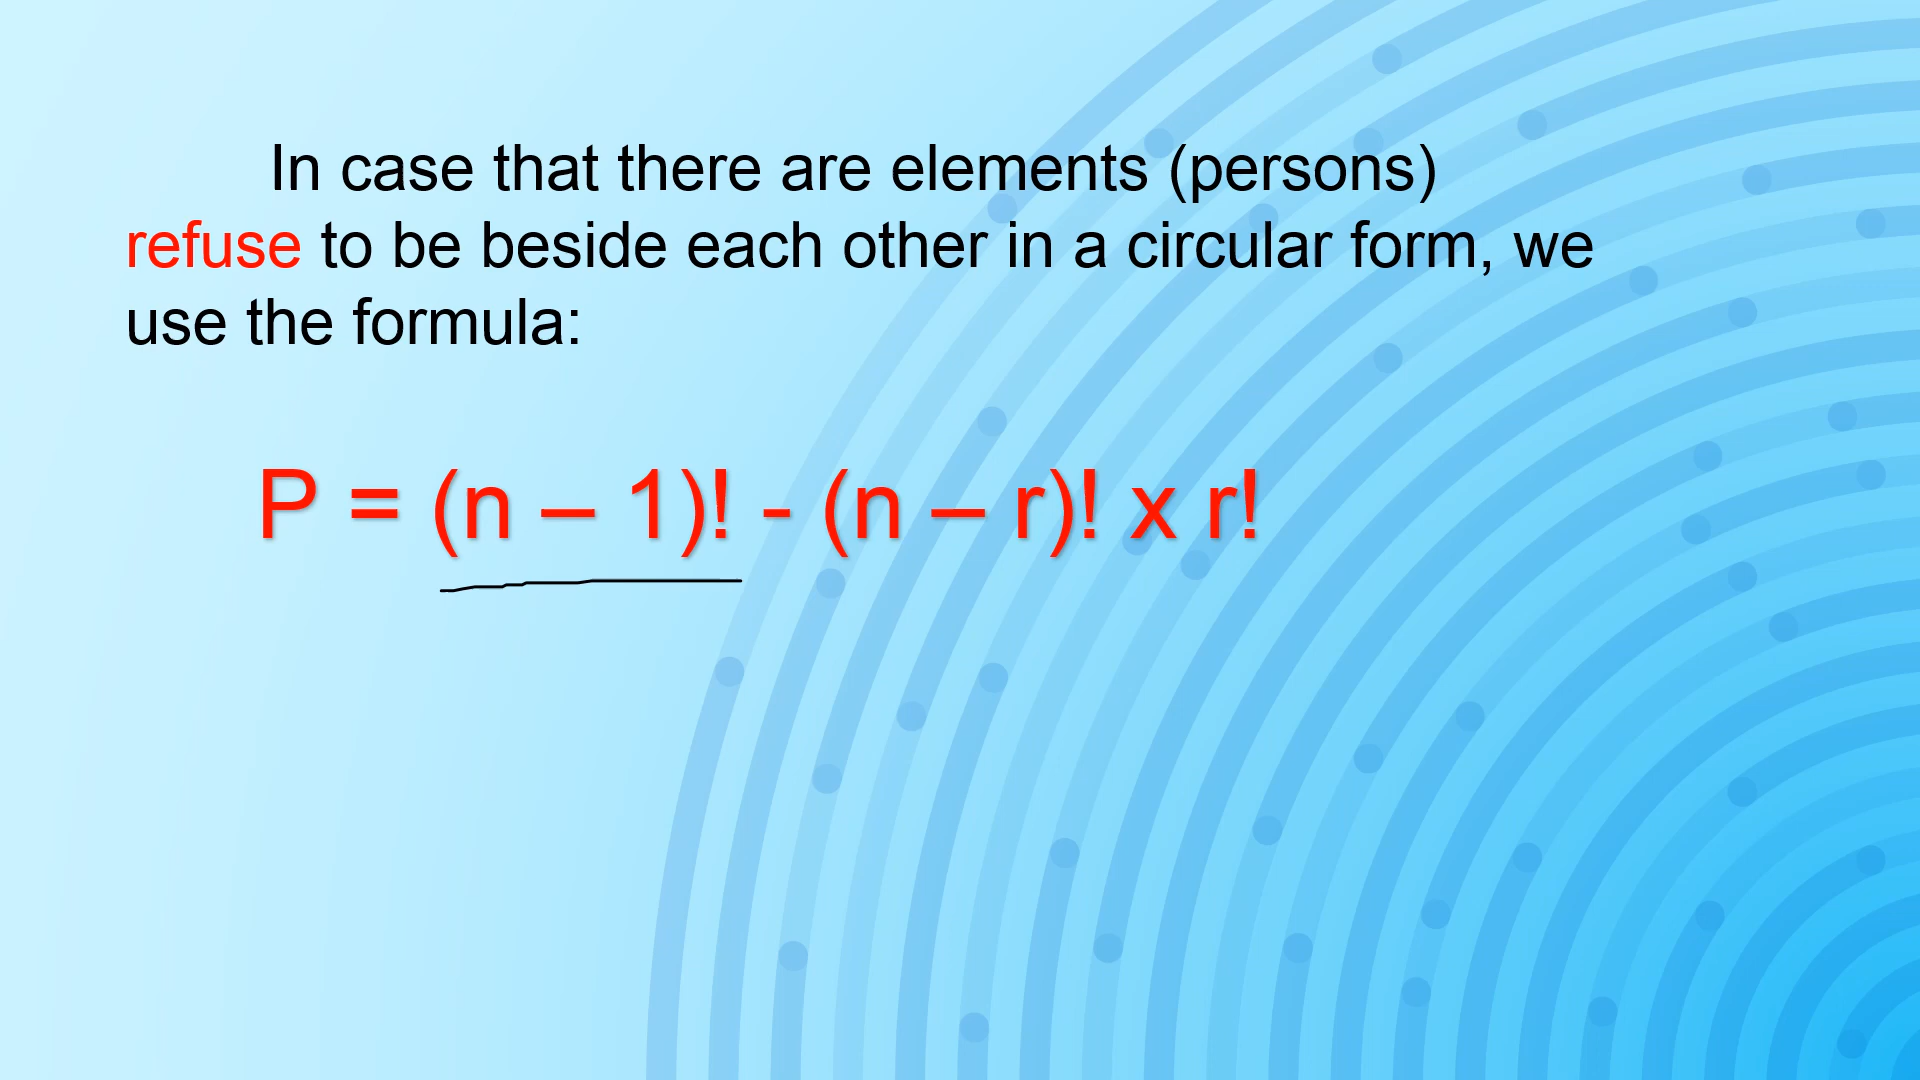 In case that there are elements (persons)
refuse to be beside each other in a circular form, we
use the formula:
P = (n – 1)! - (n – r)! x r!